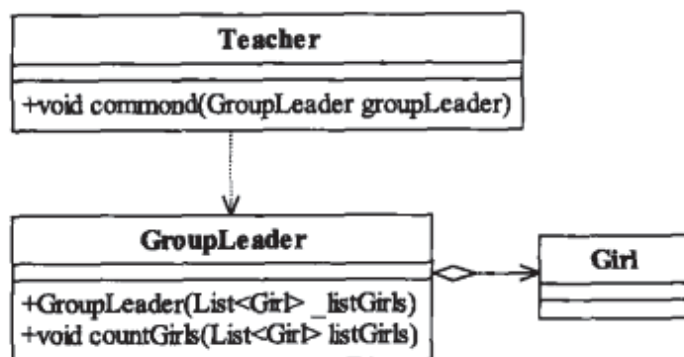 Teacher
+void commond(GroupLeader groupLeader)
GroupLeader
Girl
+GroupLeader(List<Girl> _listGirls)
+void countGirls(List<Girl> listGirls)